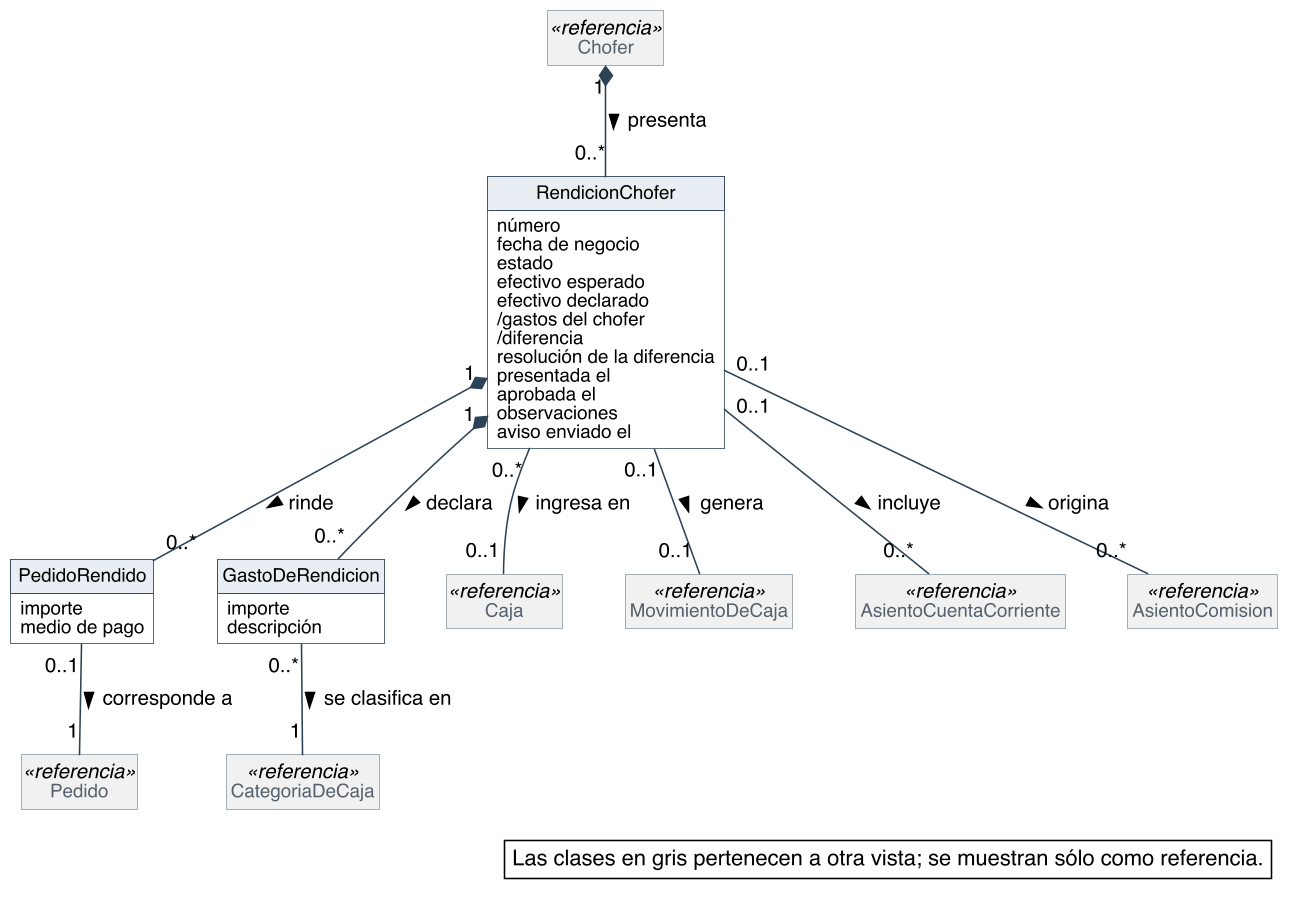 «referencia»
Chofer
1
presenta
0..*
RendicionChofer
número
fecha de negocio
estado
efectivo esperado
efectivo declarado
/gastos del chofer
/diferencia
resolución de la diferencia
presentada el
aprobada el
observaciones
aviso enviado el
1
1
0..1
0..1
0..*
0..1
rinde
declara
ingresa en
genera
incluye
origina
0..*
0..*
0..1
0..1
0..*
0..*
PedidoRendido
importe
medio de pago
GastoDeRendicion
importe
descripción
«referencia»
Caja
«referencia»
MovimientoDeCaja
«referencia»
AsientoCuentaCorriente
«referencia»
AsientoComision
0..1
0..*
corresponde a
se clasifica en
1
1
«referencia»
Pedido
«referencia»
CategoriaDeCaja
Las clases en gris pertenecen a otra vista; se muestran sólo como referencia.